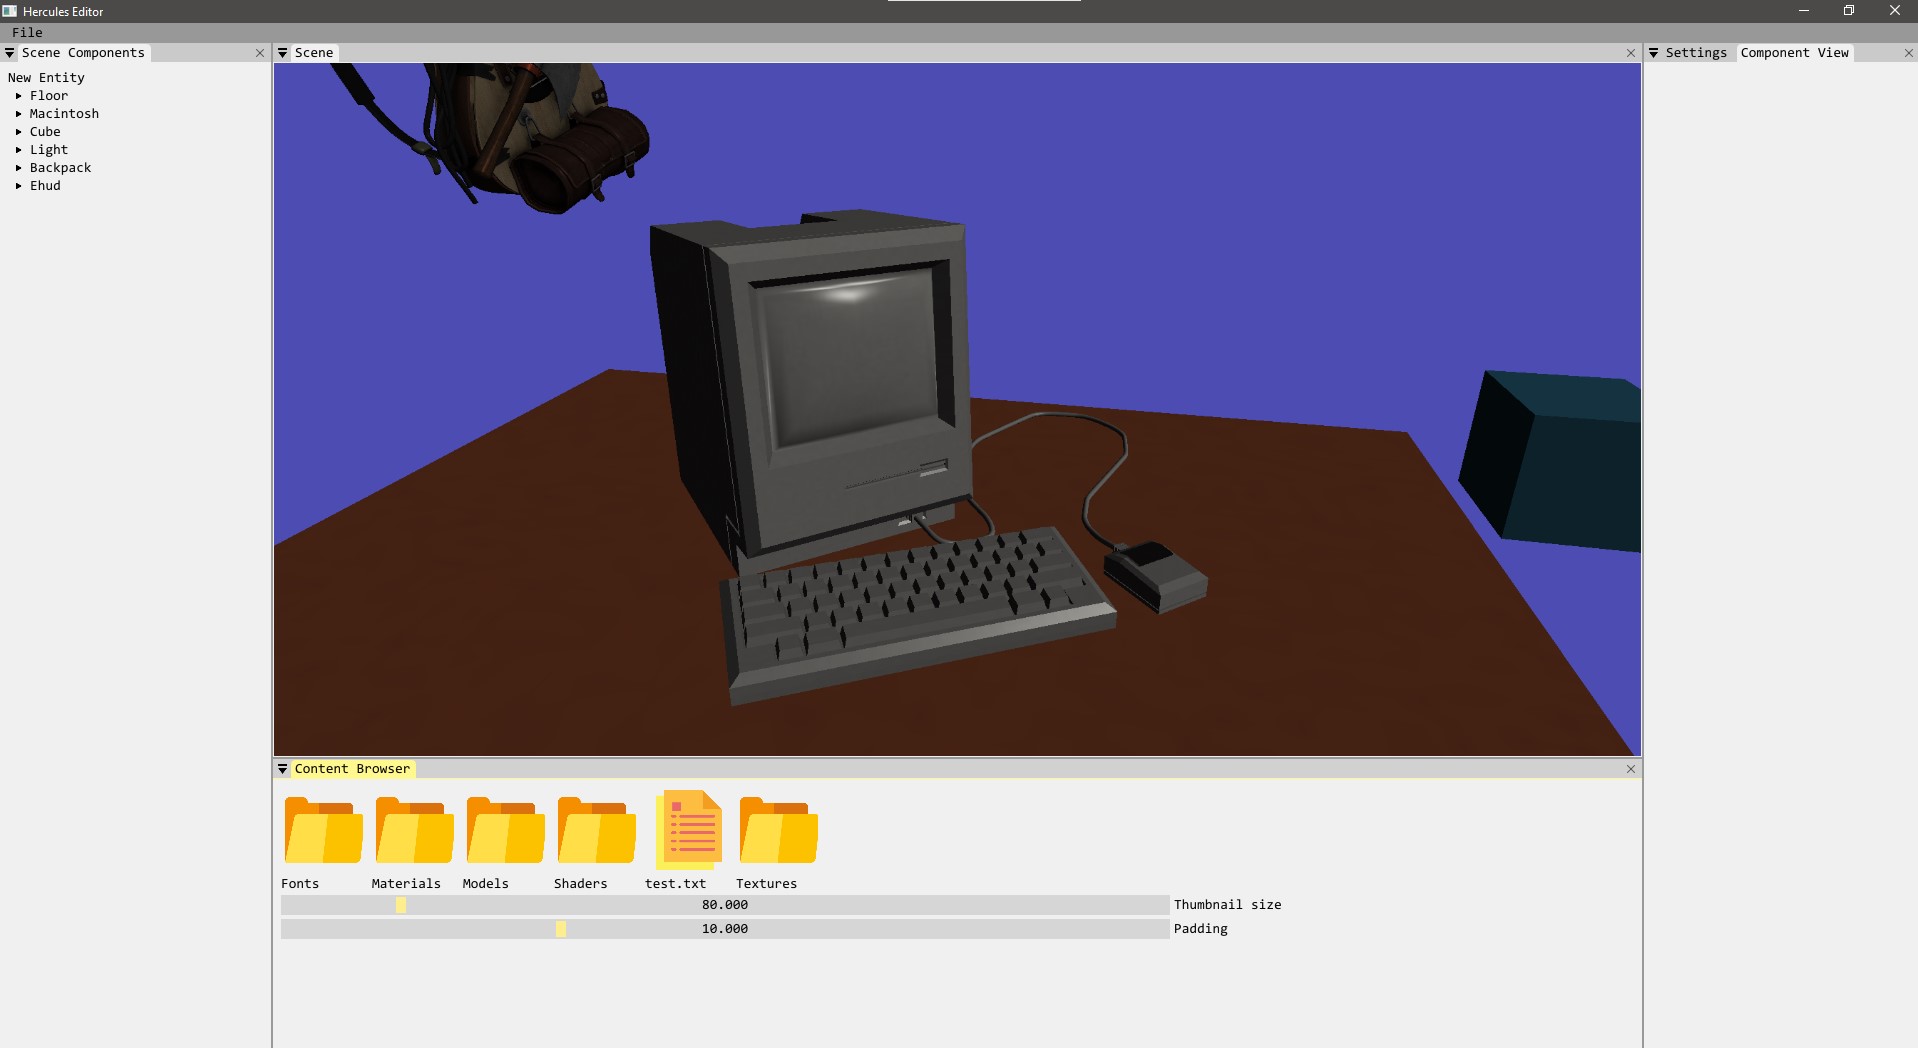 Hercules Editor
File
Scene Components
New Entity
Floor
Macintosh
Cube
Light
Backpack
Ehud
Scene
Settings Component View
Content Browser
Fonts Materials Models Shaders test.txt Textures
80.000 Thumbnail size
10.000 Padding